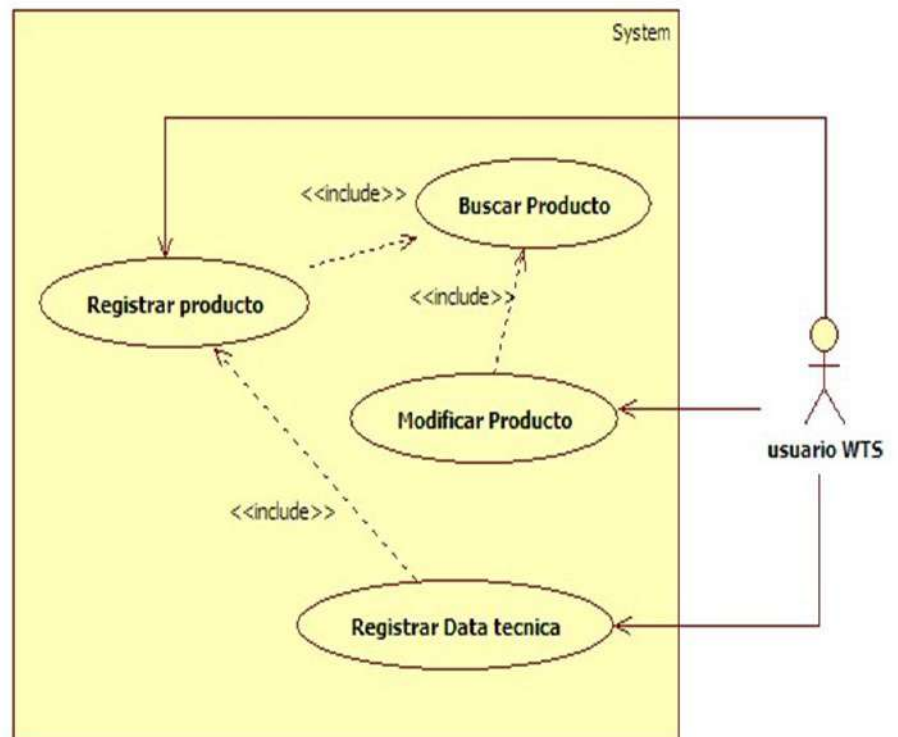 System
<<include>>
Buscar Producto
Registrar producto
<<include>>
Modificar Producto
usuario WTS
<<include>>
Registrar Data tecnica